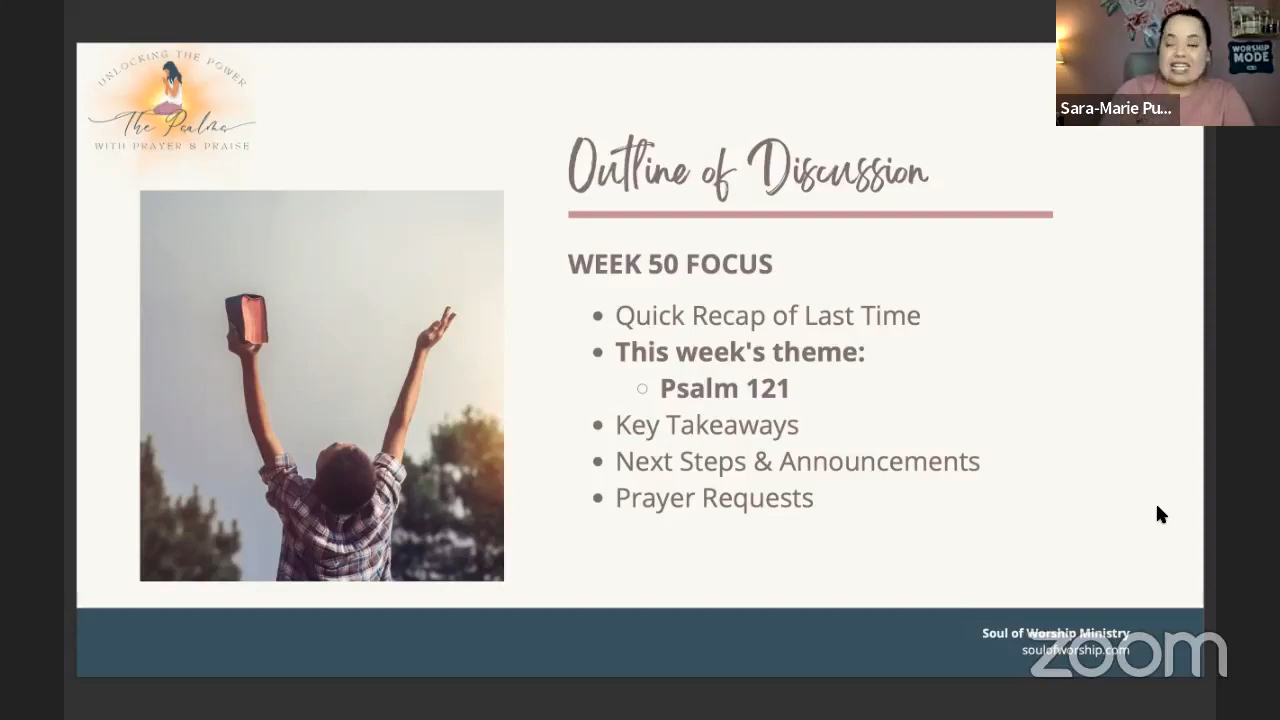 UNLOCKING THE POWER
The Psalms
WITH PRAYER & PRAISE
Outline of Discussion
WEEK 50 FOCUS
Quick Recap of Last Time
This week's theme:
Psalm 121
Key Takeaways
Next Steps & Announcements
Prayer Requests
WORSHIP
MODE
Sara-Marie Pu...
Soul of Worship Ministry
soulofworship.com
zoom